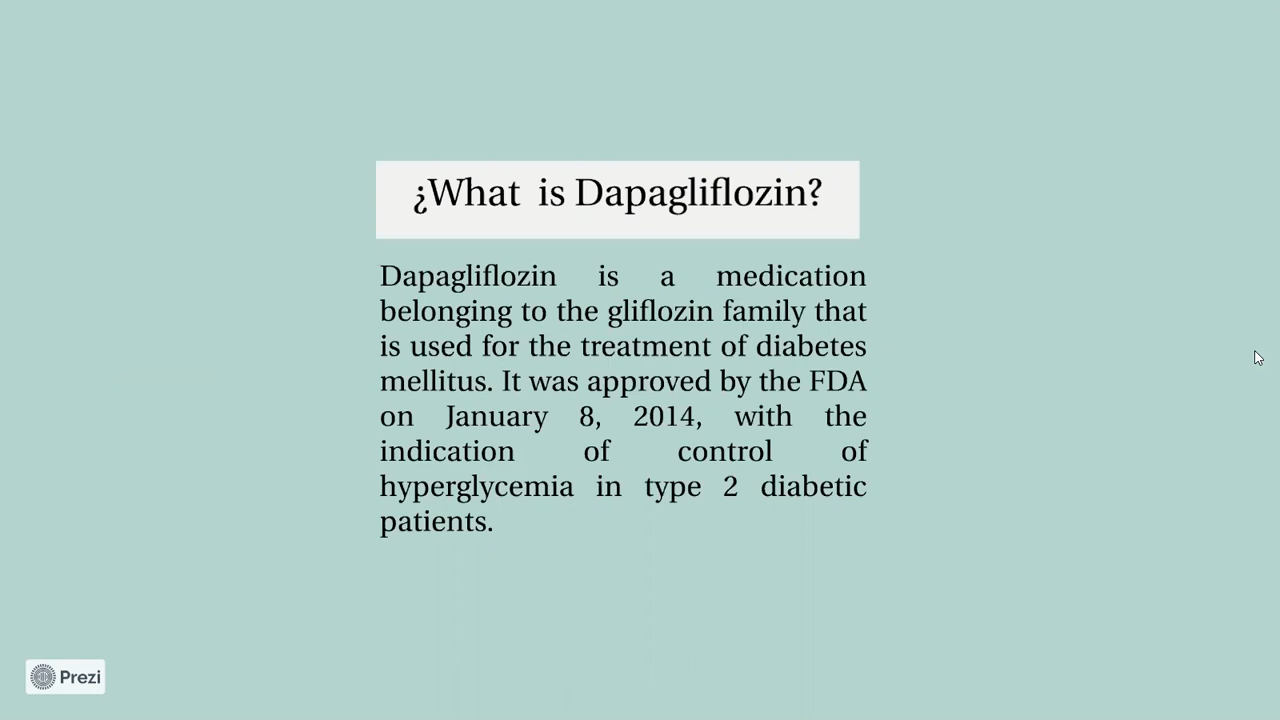 ¿What is Dapagliflozin?
Dapagliflozin is a medication
belonging to the gliflozin family that
is used for the treatment of diabetes
mellitus. It was approved by the FDA
on January 8, 2014, with the
indication of control of
hyperglycemia in type 2 diabetic
patients.
Prezi